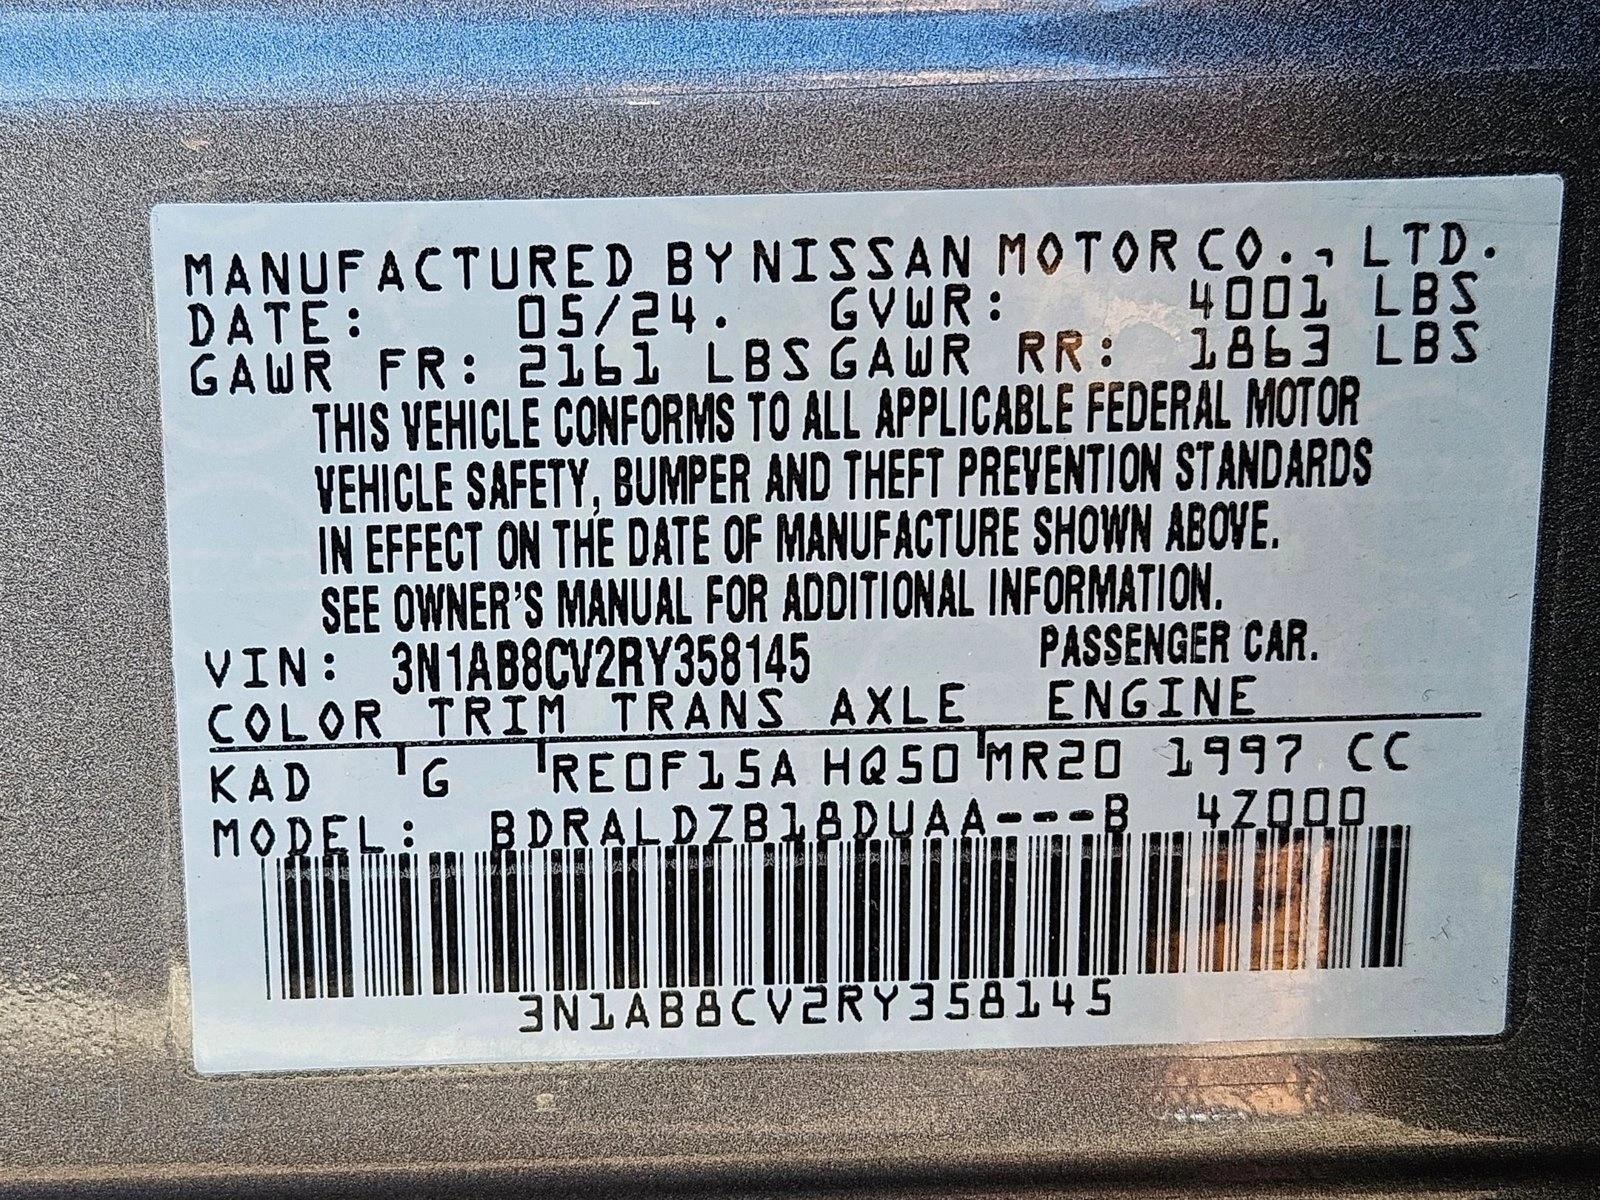 MANUFACTURED BY NISSAN MOTOR CO., LTD.
DATE: 05/24. GVWR: 4001 LBS
GAWR FR: 2161 LBS GAWR RR: 1863 LBS
THIS VEHICLE CONFORMS TO ALL APPLICABLE FEDERAL MOTOR
VEHICLE SAFETY, BUMPER AND THEFT PREVENTION STANDARDS
IN EFFECT ON THE DATE OF MANUFACTURE SHOWN ABOVE.
SEE OWNER'S MANUAL FOR ADDITIONAL INFORMATION.
VIN: 3N1AB8CV2RY358145 PASSENGER CAR.
COLOR TRIM TRANS AXLE ENGINE
KAD G RE0F15A HQ50 MR20 1997 CC
MODEL: BDRALDZB18DUAA---B 4Z000
3N1AB8CV2RY358145